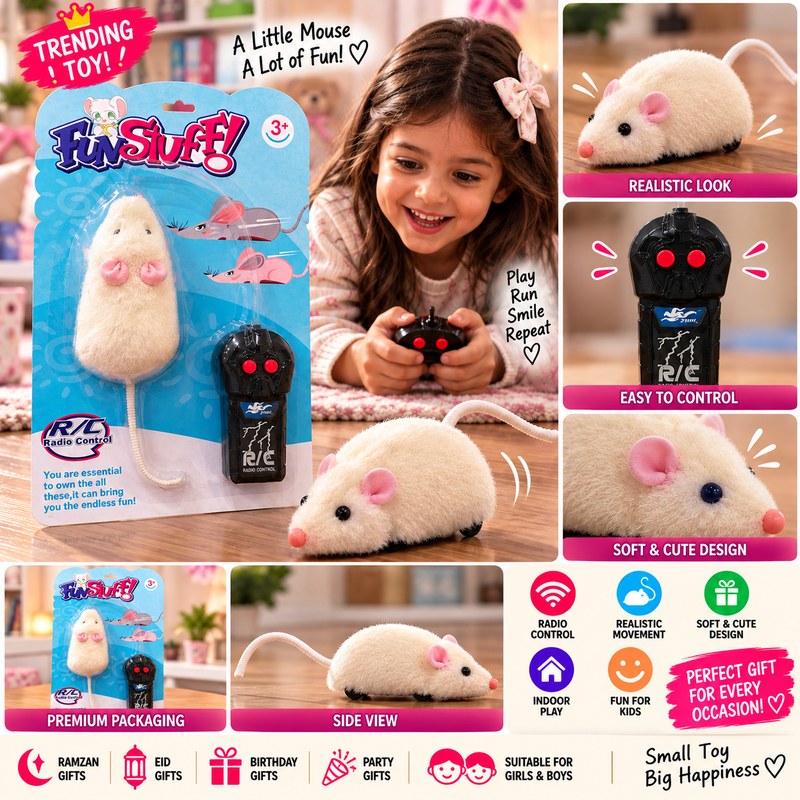 TRENDING
TOY!
A Little Mouse
A Lot of Fun!
FunStuff!
3+
R/C
Radio Control
You are essential
to own the all
these,it can bring
you the endless fun!
R/C
RADIO CONTROL
Play
Run
Smile
Repeat
REALISTIC LOOK
R/C
EASY TO CONTROL
SOFT & CUTE DESIGN
FunStuff!
3+
R/C
PREMIUM PACKAGING
SIDE VIEW
RADIO
CONTROL
REALISTIC
MOVEMENT
SOFT & CUTE
DESIGN
INDOOR
PLAY
FUN FOR
KIDS
PERFECT GIFT
FOR EVERY
OCCASION!
RAMZAN
GIFTS
EID
GIFTS
BIRTHDAY
GIFTS
PARTY
GIFTS
SUITABLE FOR
GIRLS & BOYS
Small Toy
Big Happiness